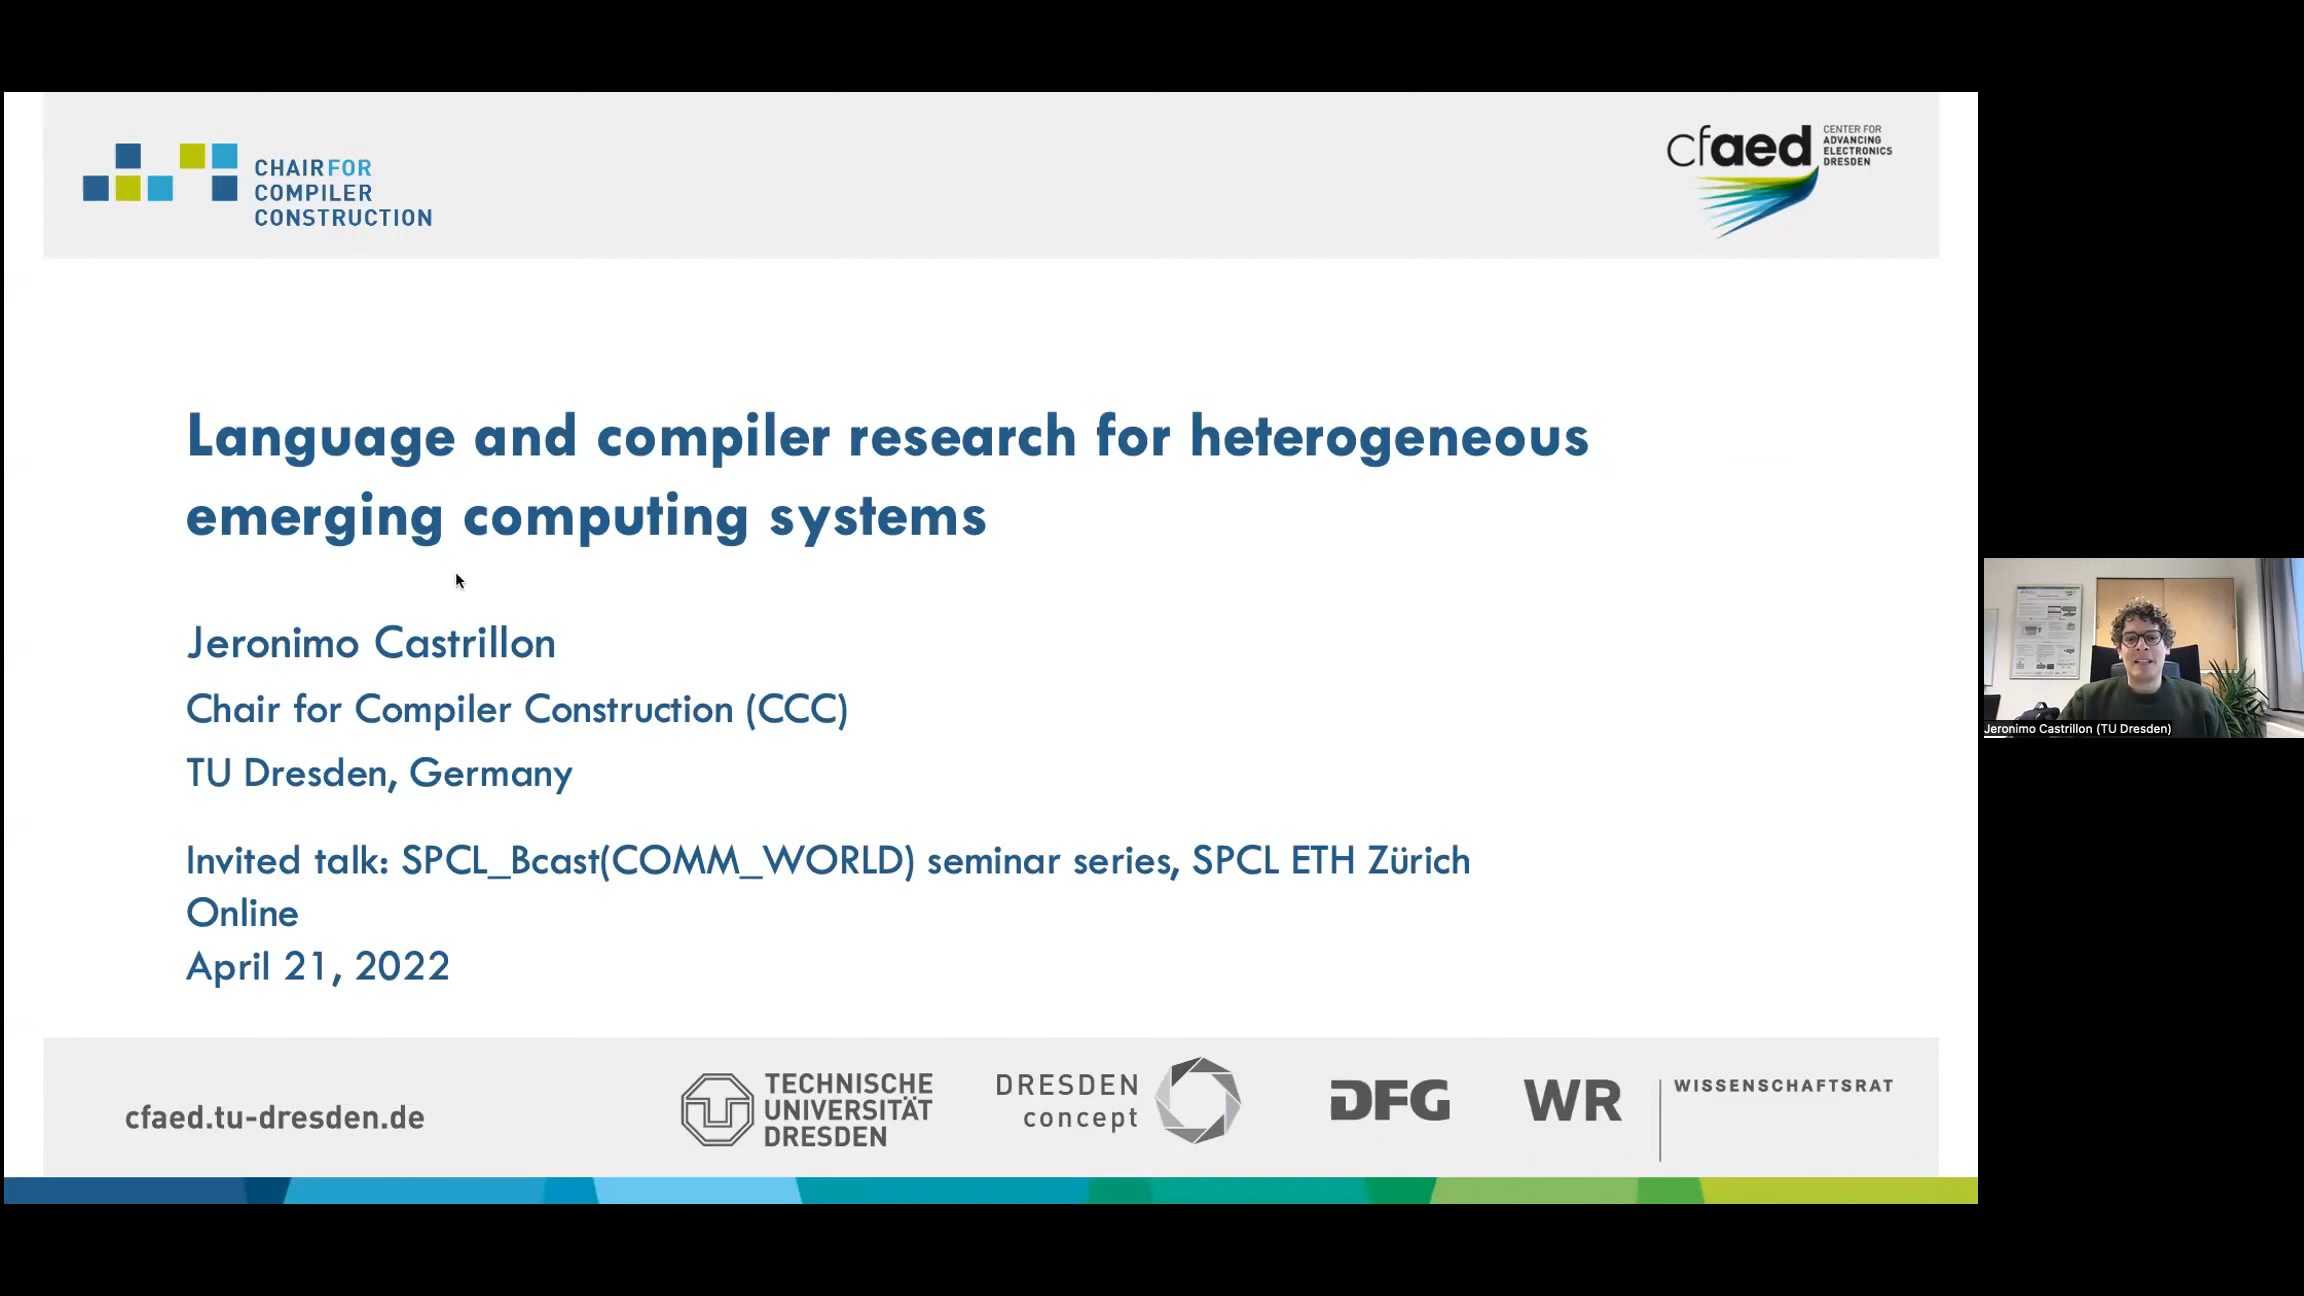 CHAIR FOR
COMPILER
CONSTRUCTION
cfaed
CENTER FOR
ADVANCING
ELECTRONICS
DRESDEN
Language and compiler research for heterogeneous
emerging computing systems
Jeronimo Castrillon
Chair for Compiler Construction (CCC)
TU Dresden, Germany
Invited talk: SPCL_Bcast(COMM_WORLD) seminar series, SPCL ETH Zürich
Online
April 21, 2022
Jeronimo Castrillon (TU Dresden)
cfaed.tu-dresden.de
TECHNISCHE
UNIVERSITÄT
DRESDEN
DRESDEN
concept
DFG
WR
WISSENSCHAFTSRAT